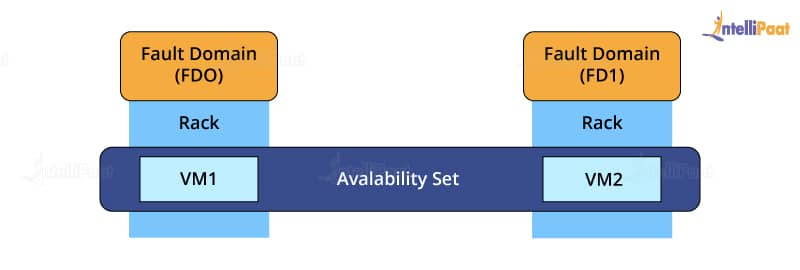 IntelliPaat
Fault Domain
(FDO)
Fault Domain
(FD1)
Rack
Rack
VM1
Avalability Set
VM2